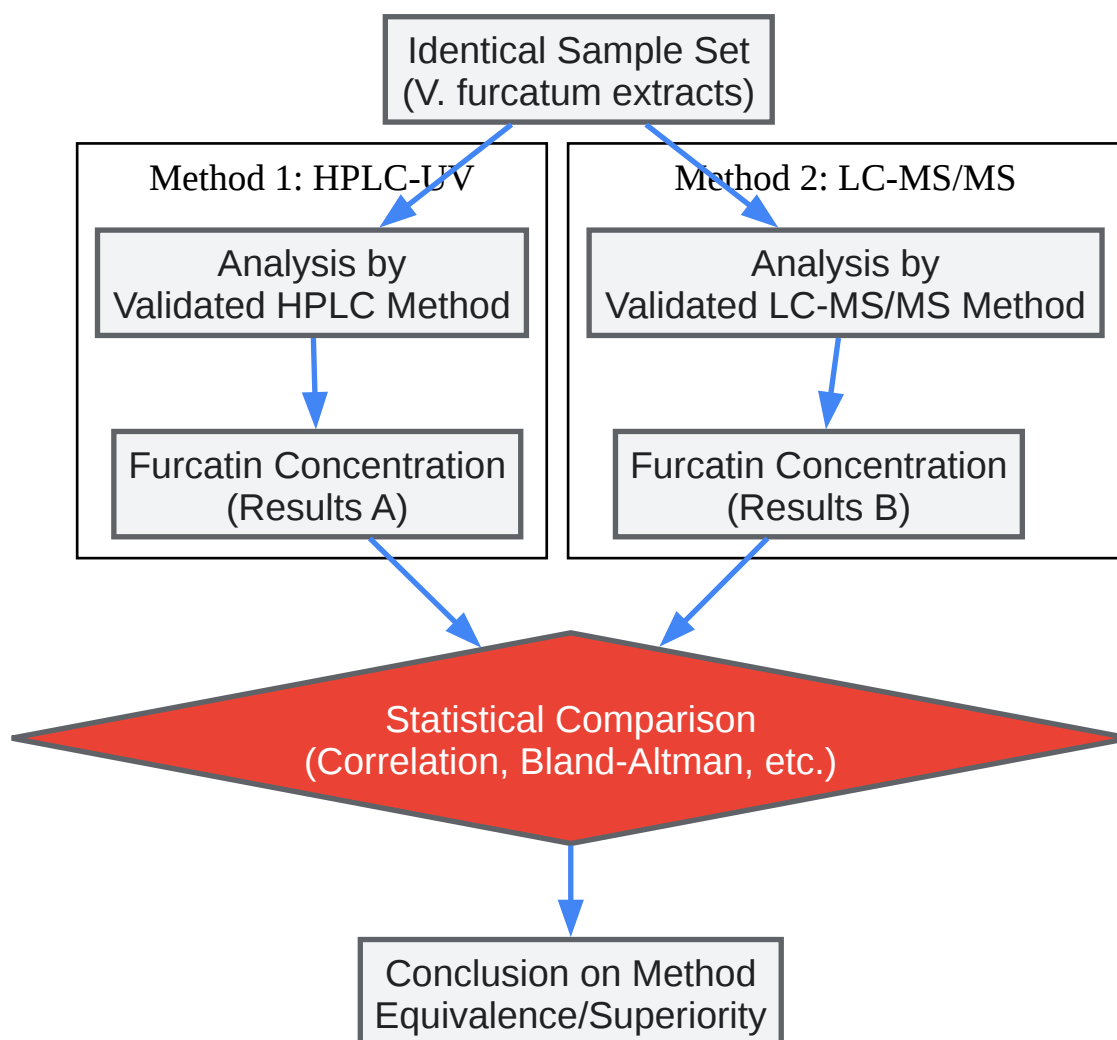 Identical Sample Set
(V. furcatum extracts)
Method 1: HPLC-UV
Method 2: LC-MS/MS
Analysis by
Validated HPLC Method
Analysis by
Validated LC-MS/MS Method
Furcatin Concentration
(Results A)
Furcatin Concentration
(Results B)
Statistical Comparison
(Correlation, Bland-Altman, etc.)
Conclusion on Method
Equivalence/Superiority